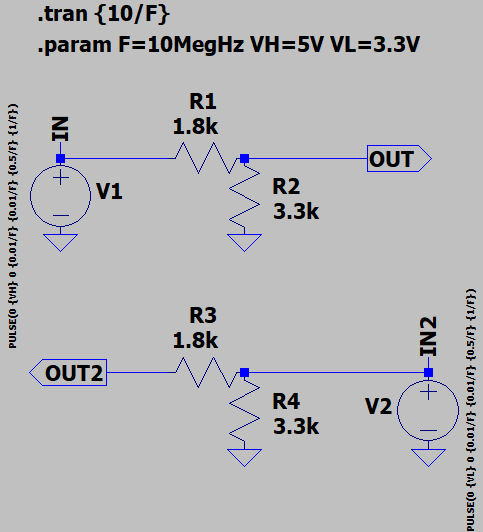 .tran {10/F}
.param F=10MegHz VH=5V VL=3.3V
IN
R1
1.8k
OUT
V1
R2
3.3k
PULSE(0 {VH} 0 {0.01/F} {0.01/F} {0.5/F} {1/F})
R3
1.8k
IN2
OUT2
R4
3.3k
V2
PULSE(0 {VL} 0 {0.01/F} {0.01/F} {0.5/F} {1/F})